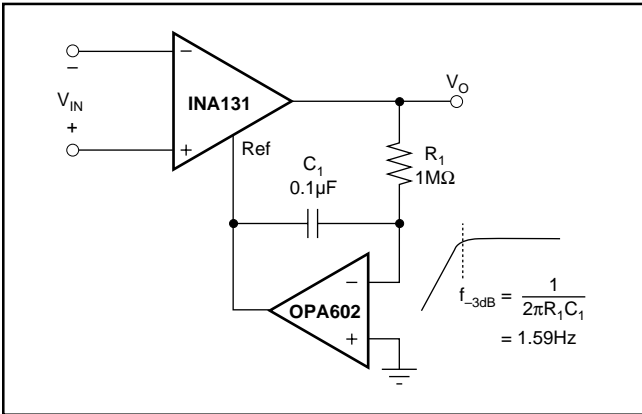 −
V_IN
+
−
INA131
+
Ref
V_O
C_1
0.1µF
R_1
1MΩ
−
OPA602
+
f_−3dB = 1 / 2πR_1C_1
= 1.59Hz